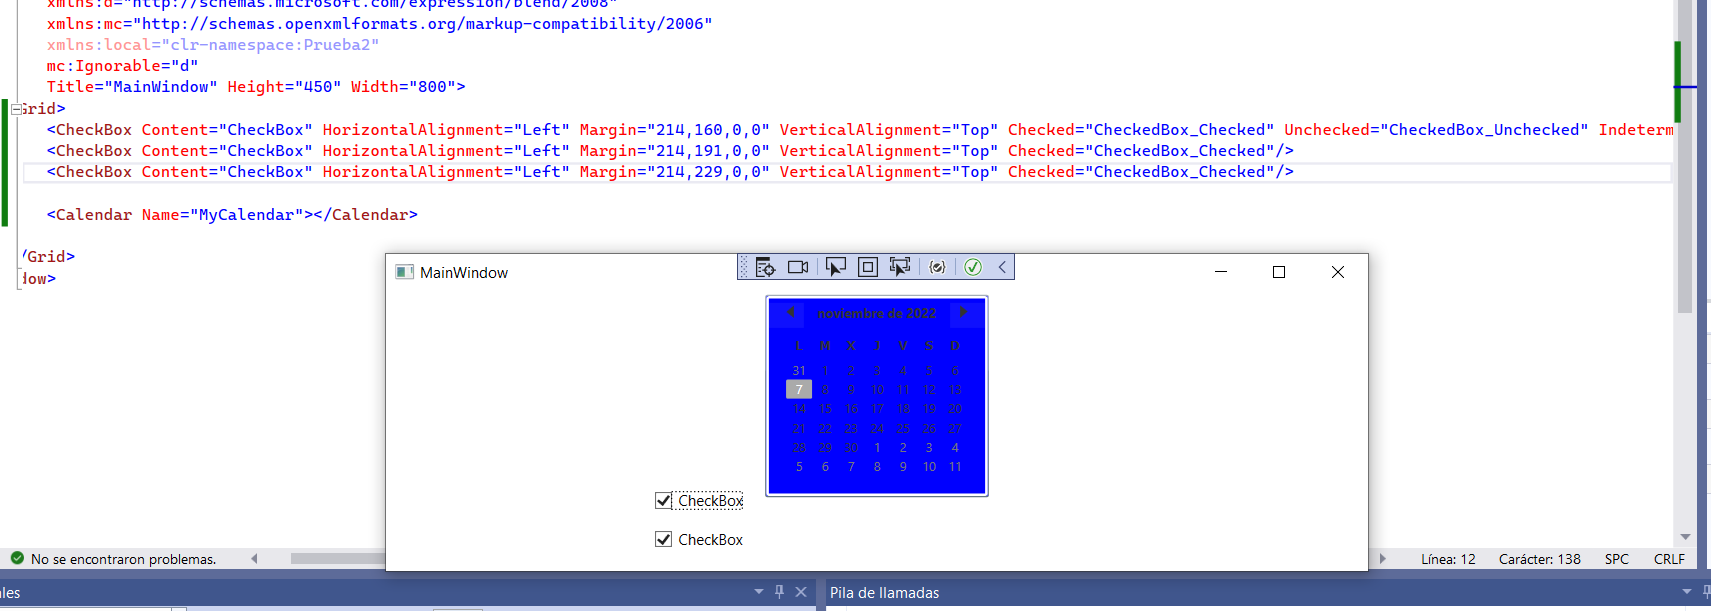 xmlns:d="http://schemas.microsoft.com/expression/blend/2008"
xmlns:mc="http://schemas.openxmlformats.org/markup-compatibility/2006"
xmlns:local="clr-namespace:Prueba2"
mc:Ignorable="d"
Title="MainWindow" Height="450" Width="800">
Grid>
<CheckBox Content="CheckBox" HorizontalAlignment="Left" Margin="214,160,0,0" VerticalAlignment="Top" Checked="CheckedBox_Checked" Unchecked="CheckedBox_Unchecked" Indeterm
<CheckBox Content="CheckBox" HorizontalAlignment="Left" Margin="214,191,0,0" VerticalAlignment="Top" Checked="CheckedBox_Checked"/>
<CheckBox Content="CheckBox" HorizontalAlignment="Left" Margin="214,229,0,0" VerticalAlignment="Top" Checked="CheckedBox_Checked"/>
<Calendar Name="MyCalendar"></Calendar>
/Grid>
dow>
MainWindow
noviembre de 2022
L M X J V S D
31 1 2 3 4 5 6
7 8 9 10 11 12 13
14 15 16 17 18 19 20
21 22 23 24 25 26 27
28 29 30 1 2 3 4
5 6 7 8 9 10 11
CheckBox
CheckBox
No se encontraron problemas.
Línea: 12 Carácter: 138 SPC CRLF
les
Pila de llamadas